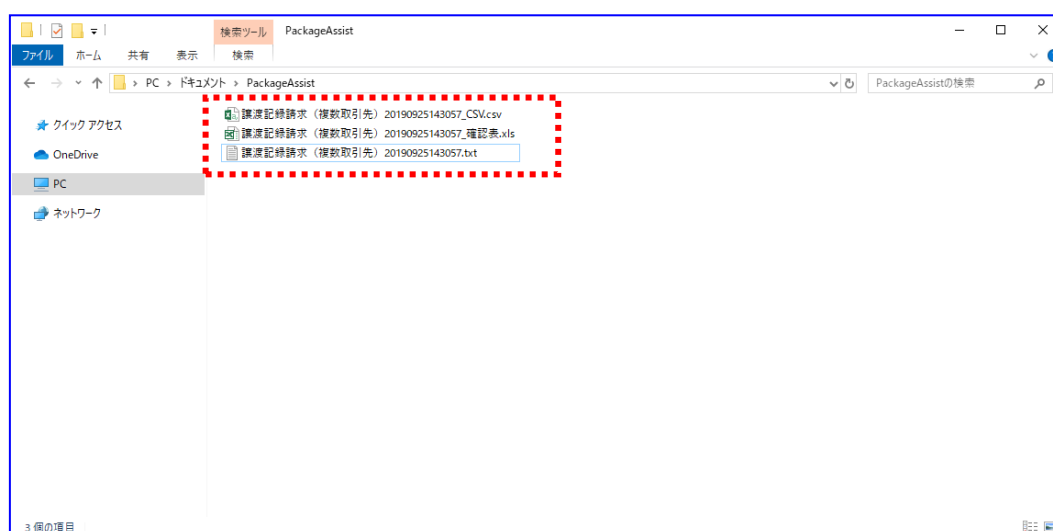 検索ツール PackageAssist
ファイル ホーム 共有 表示 検索
PC › ドキュメント › PackageAssist PackageAssistの検索
クイック アクセス
OneDrive
PC
ネットワーク
譲渡記録請求（複数取引先）20190925143057_CSV.csv
譲渡記録請求（複数取引先）20190925143057_確認表.xls
譲渡記録請求（複数取引先）20190925143057.txt
3 個の項目